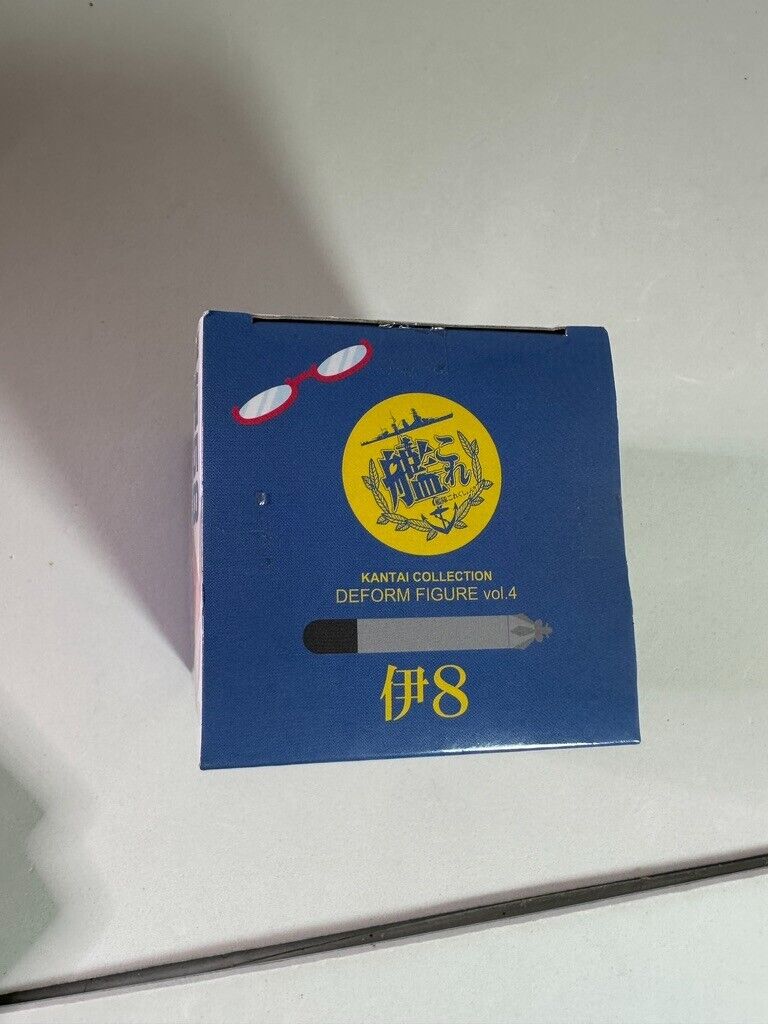 艦これ
KANTAI COLLECTION
DEFORM FIGURE vol.4
伊8